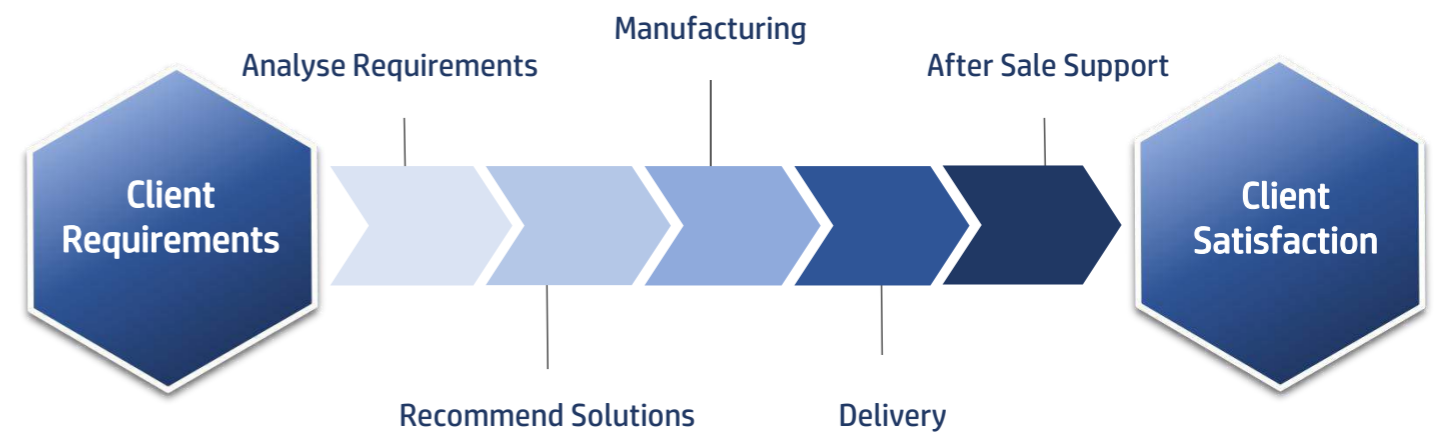 Client
Requirements
Analyse Requirements
Recommend Solutions
Manufacturing
Delivery
After Sale Support
Client
Satisfaction